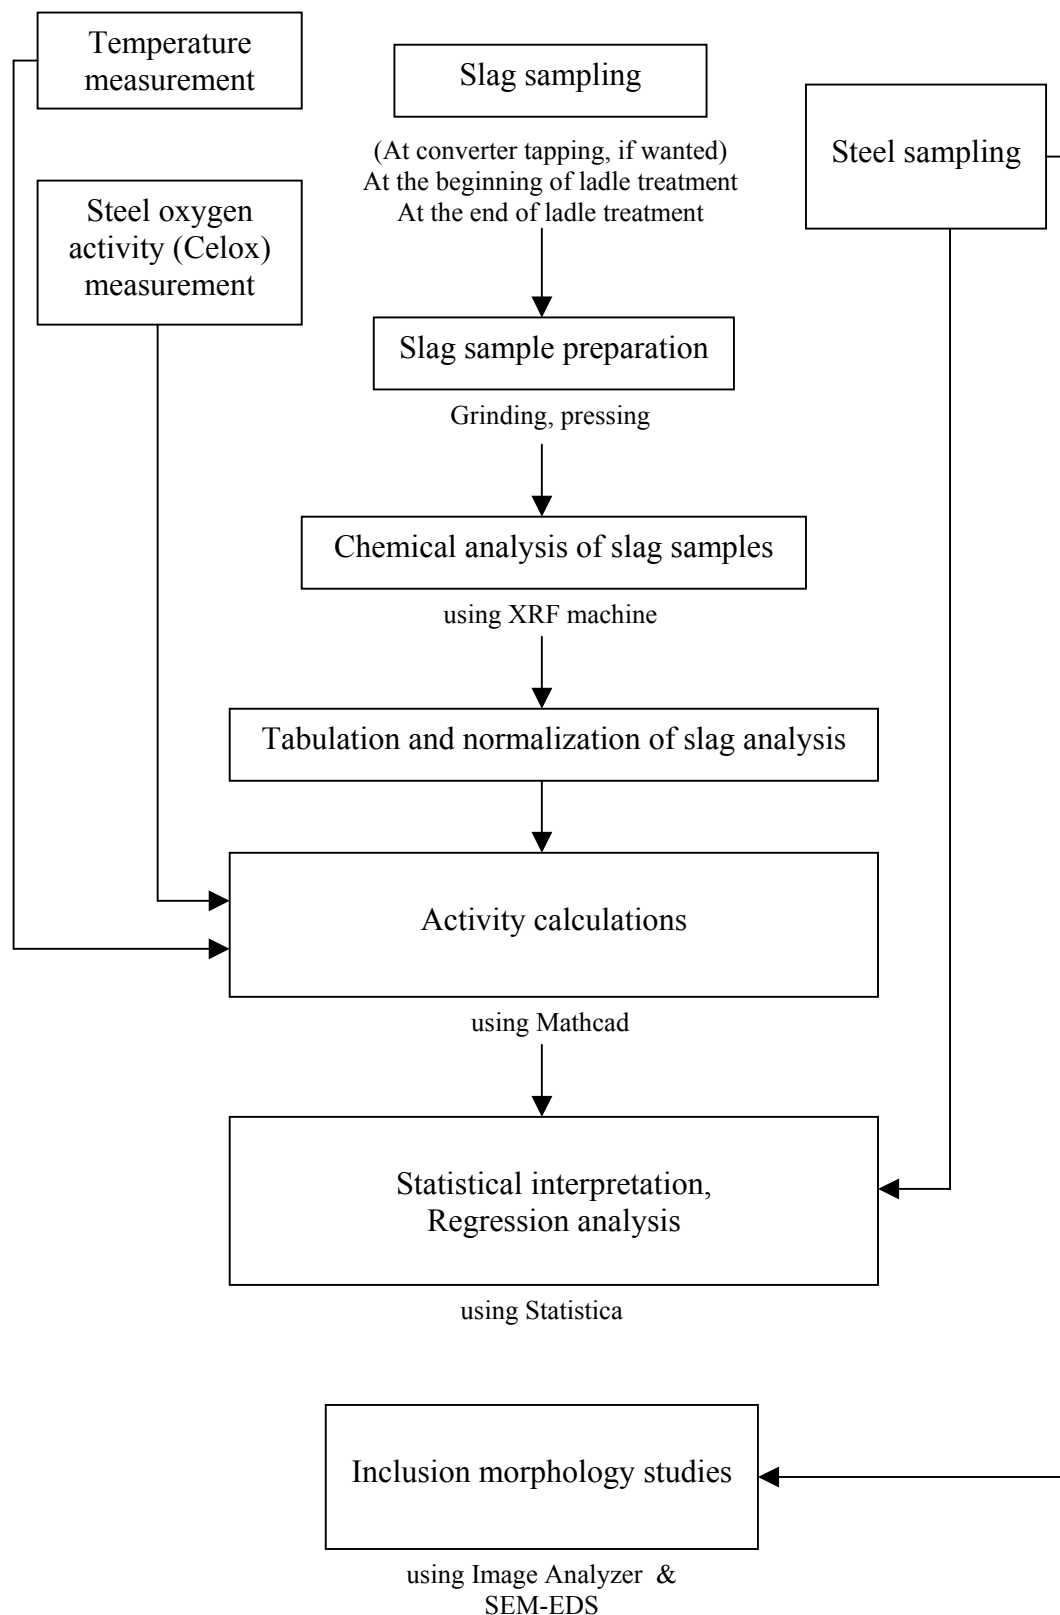 Temperature
measurement
Slag sampling
Steel sampling
(At converter tapping, if wanted)
At the beginning of ladle treatment
At the end of ladle treatment
Steel oxygen
activity (Celox)
measurement
Slag sample preparation
Grinding, pressing
Chemical analysis of slag samples
using XRF machine
Tabulation and normalization of slag analysis
Activity calculations
using Mathcad
Statistical interpretation,
Regression analysis
using Statistica
Inclusion morphology studies
using Image Analyzer &
SEM-EDS